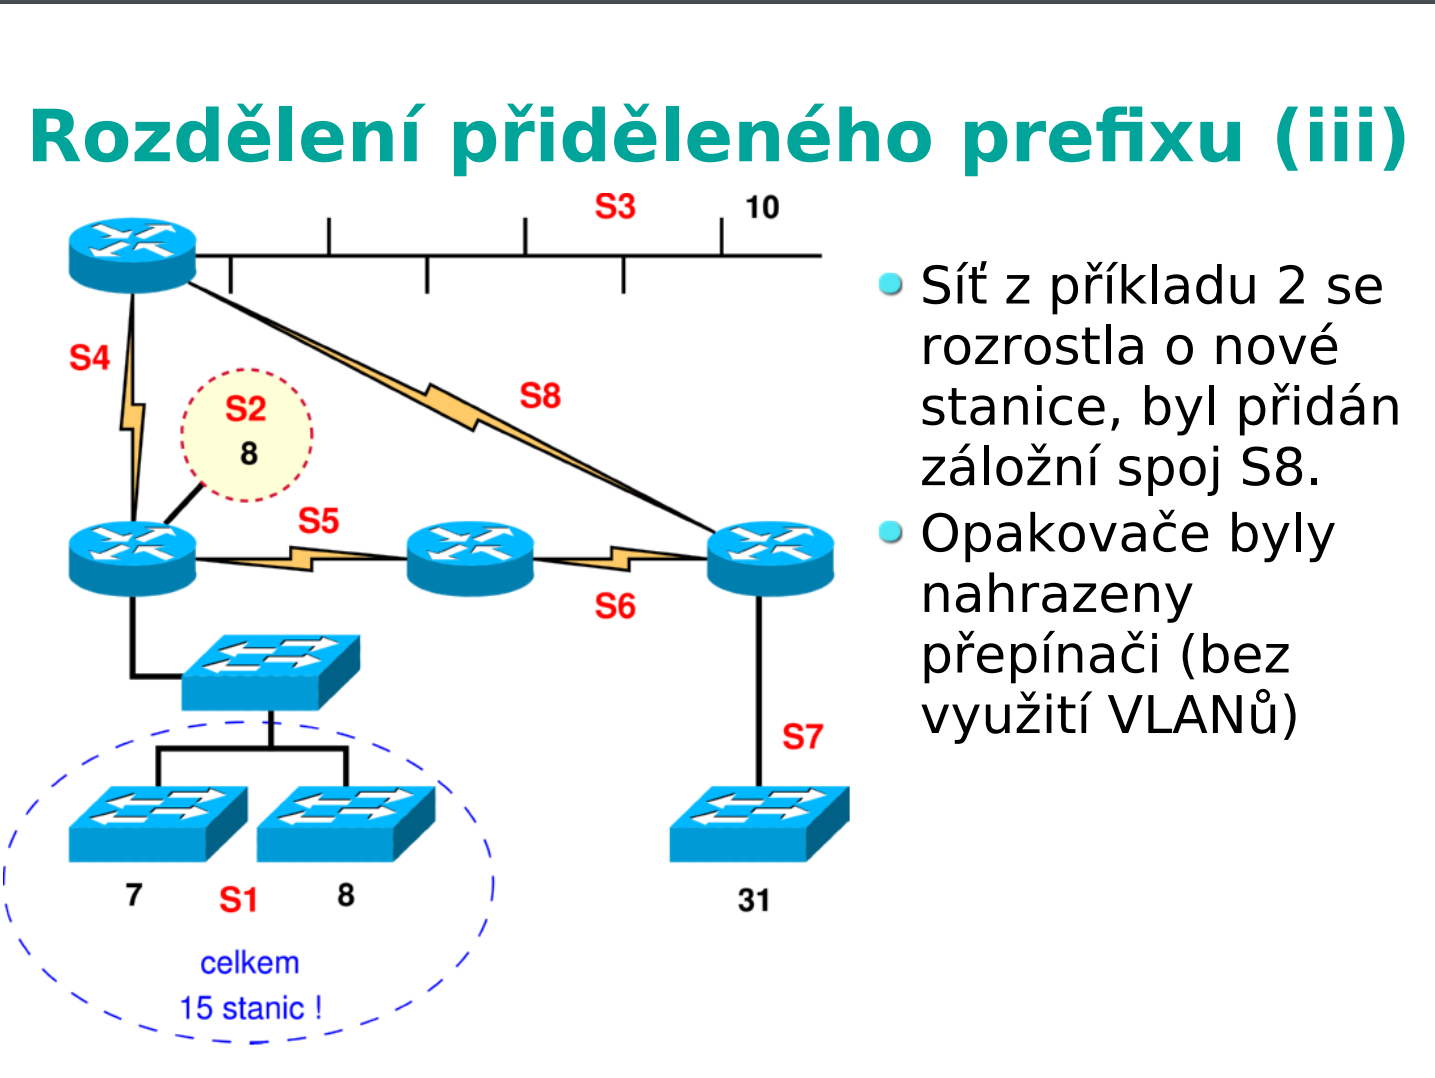 Rozdělení přiděleného prefixu (iii)
S3 10
S4
S8
S2
8
S5
S6
S7
7 S1 8
31
celkem
15 stanic !
Síť z příkladu 2 se
rozrostla o nové
stanice, byl přidán
záložní spoj S8.
Opakovače byly
nahrazeny
přepínači (bez
využití VLANů)